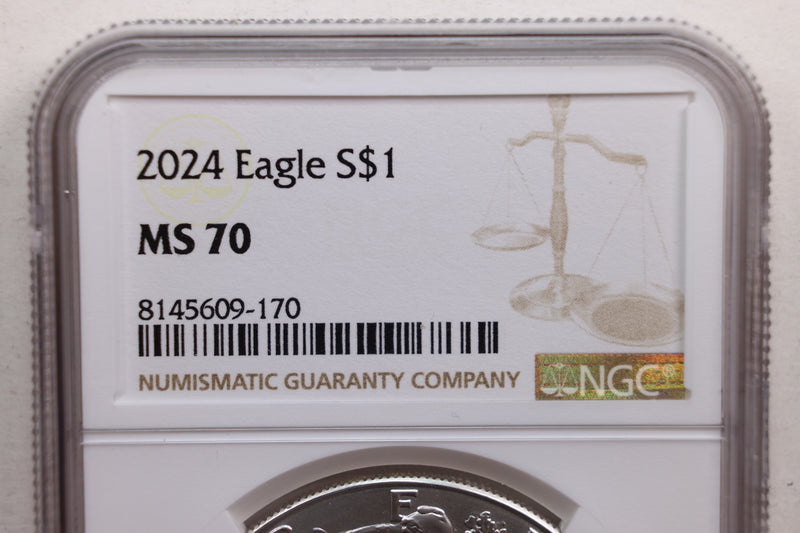 2024 Eagle S$1
MS 70
8145609-170
NUMISMATIC GUARANTY COMPANY
NGC®
E